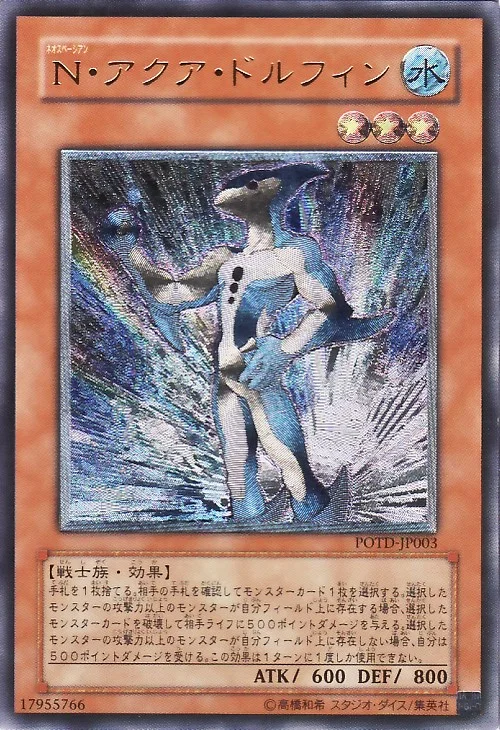 ネオスペーシアン
N・アクア・ドルフィン
水
POTD-JP003
【戦士族・効果】
手札を1枚捨てる。相手の手札を確認してモンスターカード1枚を選択する。選択した
モンスターの攻撃力以上のモンスターが自分フィールド上に存在する場合、選択した
モンスターカードを破壊して相手ライフに500ポイントダメージを与える。選択した
モンスターの攻撃力以上のモンスターが自分フィールド上に存在しない場合、自分は
500ポイントダメージを受ける。この効果は1ターンに1度しか使用できない。
ATK/ 600 DEF/ 800
17955766
©高橋和希 スタジオ・ダイス/集英社